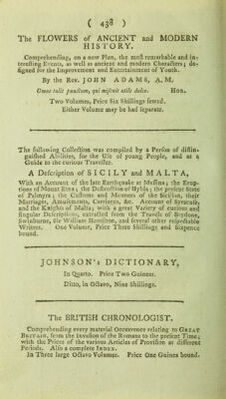 ( 438 )
The FLOWERS of ANCIENT and MODERN
HISTORY.
Comprehending, on a new Plan, the most remarkable and in-
teresting Events, as well as ancient and modern Characters; de-
signed for the Improvement and Entertainment of Youth.
By the Rev. JOHN ADAMS, A.M.
Omne tulit punctum, qui miscuit utile dulci. HOR.
Two Volumes, Price Six Shillings sewed.
Either Volume may be had separate.
The following Collection was compiled by a Person of distin-
guished Abilities, for the Use of young People, and as a
Guide to the curious Traveller.
A Description of SICILY and MALTA,
With an Account of the late Earthquake at Messina; the Erup-
tions of Mount Etna; the Destruction of Hybla; the present State
of Palmyra; the Customs and Manners of the
Marriages, Amusements, Carriages, &c. Account of Syracuse,
and the Knights of Malta; with a great Variety of curious and
singular Descriptions, extracted from the Travels of Brydone,
Swinburne, Sir William Hamilton, and several other respectable
Writers. One Volume, Price Three Shillings and Sixpence
bound.
JOHNSON's DICTIONARY,
In Quarto. Price Two Guineas.
Ditto, in Octavo, Nine Shillings.
The BRITISH CHRONOLOGIST.
Comprehending every material Occurrence relating to GREAT
BRITAIN, from the Invasion of the Romans to the present Time;
with the Prices of the various Articles of Provision at different
Periods. Also a complete INDEX.
In Three large Octavo Volumes. Price One Guinea bound.